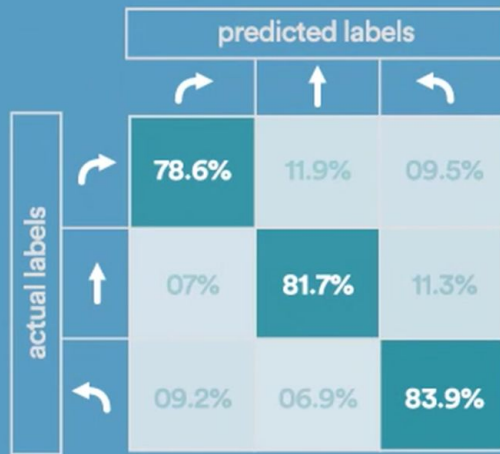 predicted labels
actual labels
78.6% 11.9% 09.5%
07% 81.7% 11.3%
09.2% 06.9% 83.9%